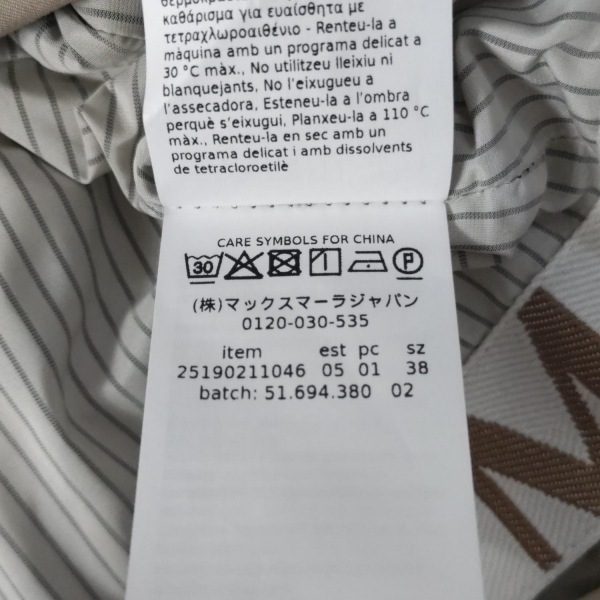 καθάρισμα για ευαίσθητα με
τετραχλωροαιθένιο - Renteu-la a
màquina amb un programa delicat a
30 °C màx., No utilitzeu lleixiu ni
blanquejants, No l'eixugueu a
l'assecadora, Esteneu-la a l'ombra
perquè s'eixugui, Planxeu-la a 110 °C
màx., Renteu-la en sec amb un
programa delicat i amb dissolvents
de tetracloroetilè
CARE SYMBOLS FOR CHINA
30 P
(株)マックスマーラジャパン
0120-030-535
item est pc sz
25190211046 05 01 38
batch: 51.694.380 02
M